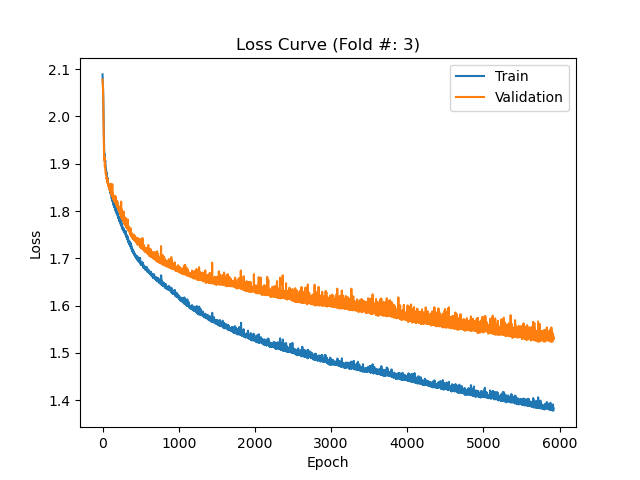 Loss Curve (Fold #: 3)
Train
Validation
2.1
2.0
1.9
1.8
1.7
1.6
1.5
1.4
Loss
0 1000 2000 3000 4000 5000 6000
Epoch